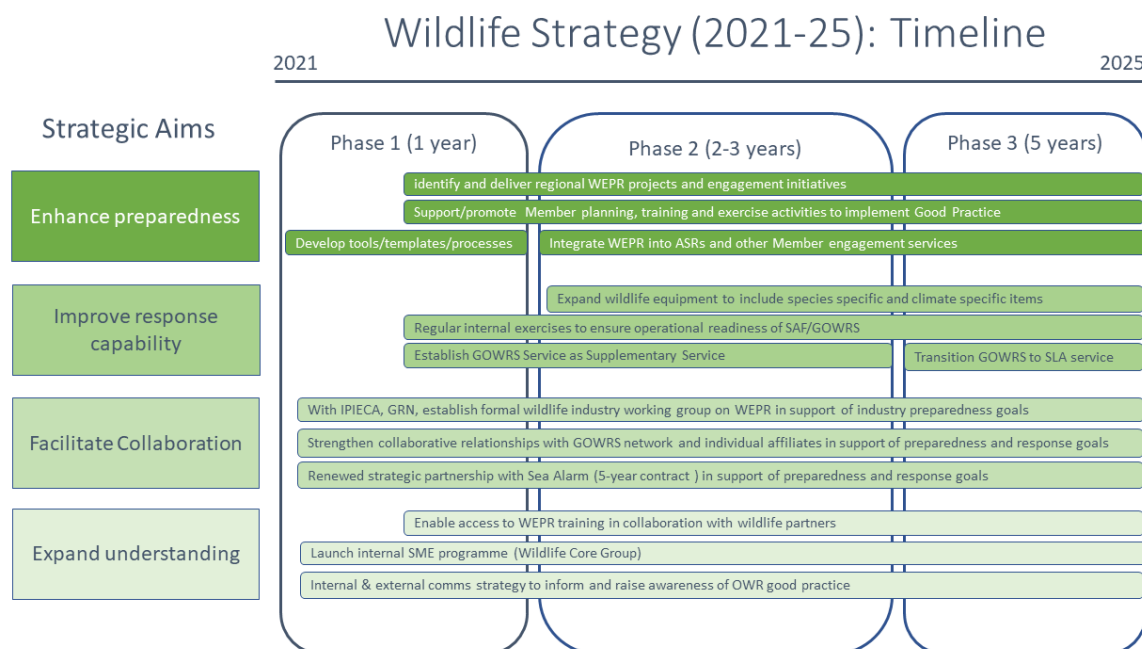 Wildlife Strategy (2021-25): Timeline
2021
2025
Strategic Aims
Phase 1 (1 year)
Phase 2 (2-3 years)
Phase 3 (5 years)
Enhance preparedness
identify and deliver regional WEPR projects and engagement initiatives
Support/promote Member planning, training and exercise activities to implement Good Practice
Develop tools/templates/processes
Integrate WEPR into ASRs and other Member engagement services
Improve response
capability
Expand wildlife equipment to include species specific and climate specific items
Regular internal exercises to ensure operational readiness of SAF/GOWRS
Establish GOWRS Service as Supplementary Service
Transition GOWRS to SLA service
Facilitate Collaboration
With IPIECA, GRN, establish formal wildlife industry working group on WEPR in support of industry preparedness goals
Strengthen collaborative relationships with GOWRS network and individual affiliates in support of preparedness and response goals
Renewed strategic partnership with Sea Alarm (5-year contract ) in support of preparedness and response goals
Expand understanding
Enable access to WEPR training in collaboration with wildlife partners
Launch internal SME programme (Wildlife Core Group)
Internal & external comms strategy to inform and raise awareness of OWR good practice